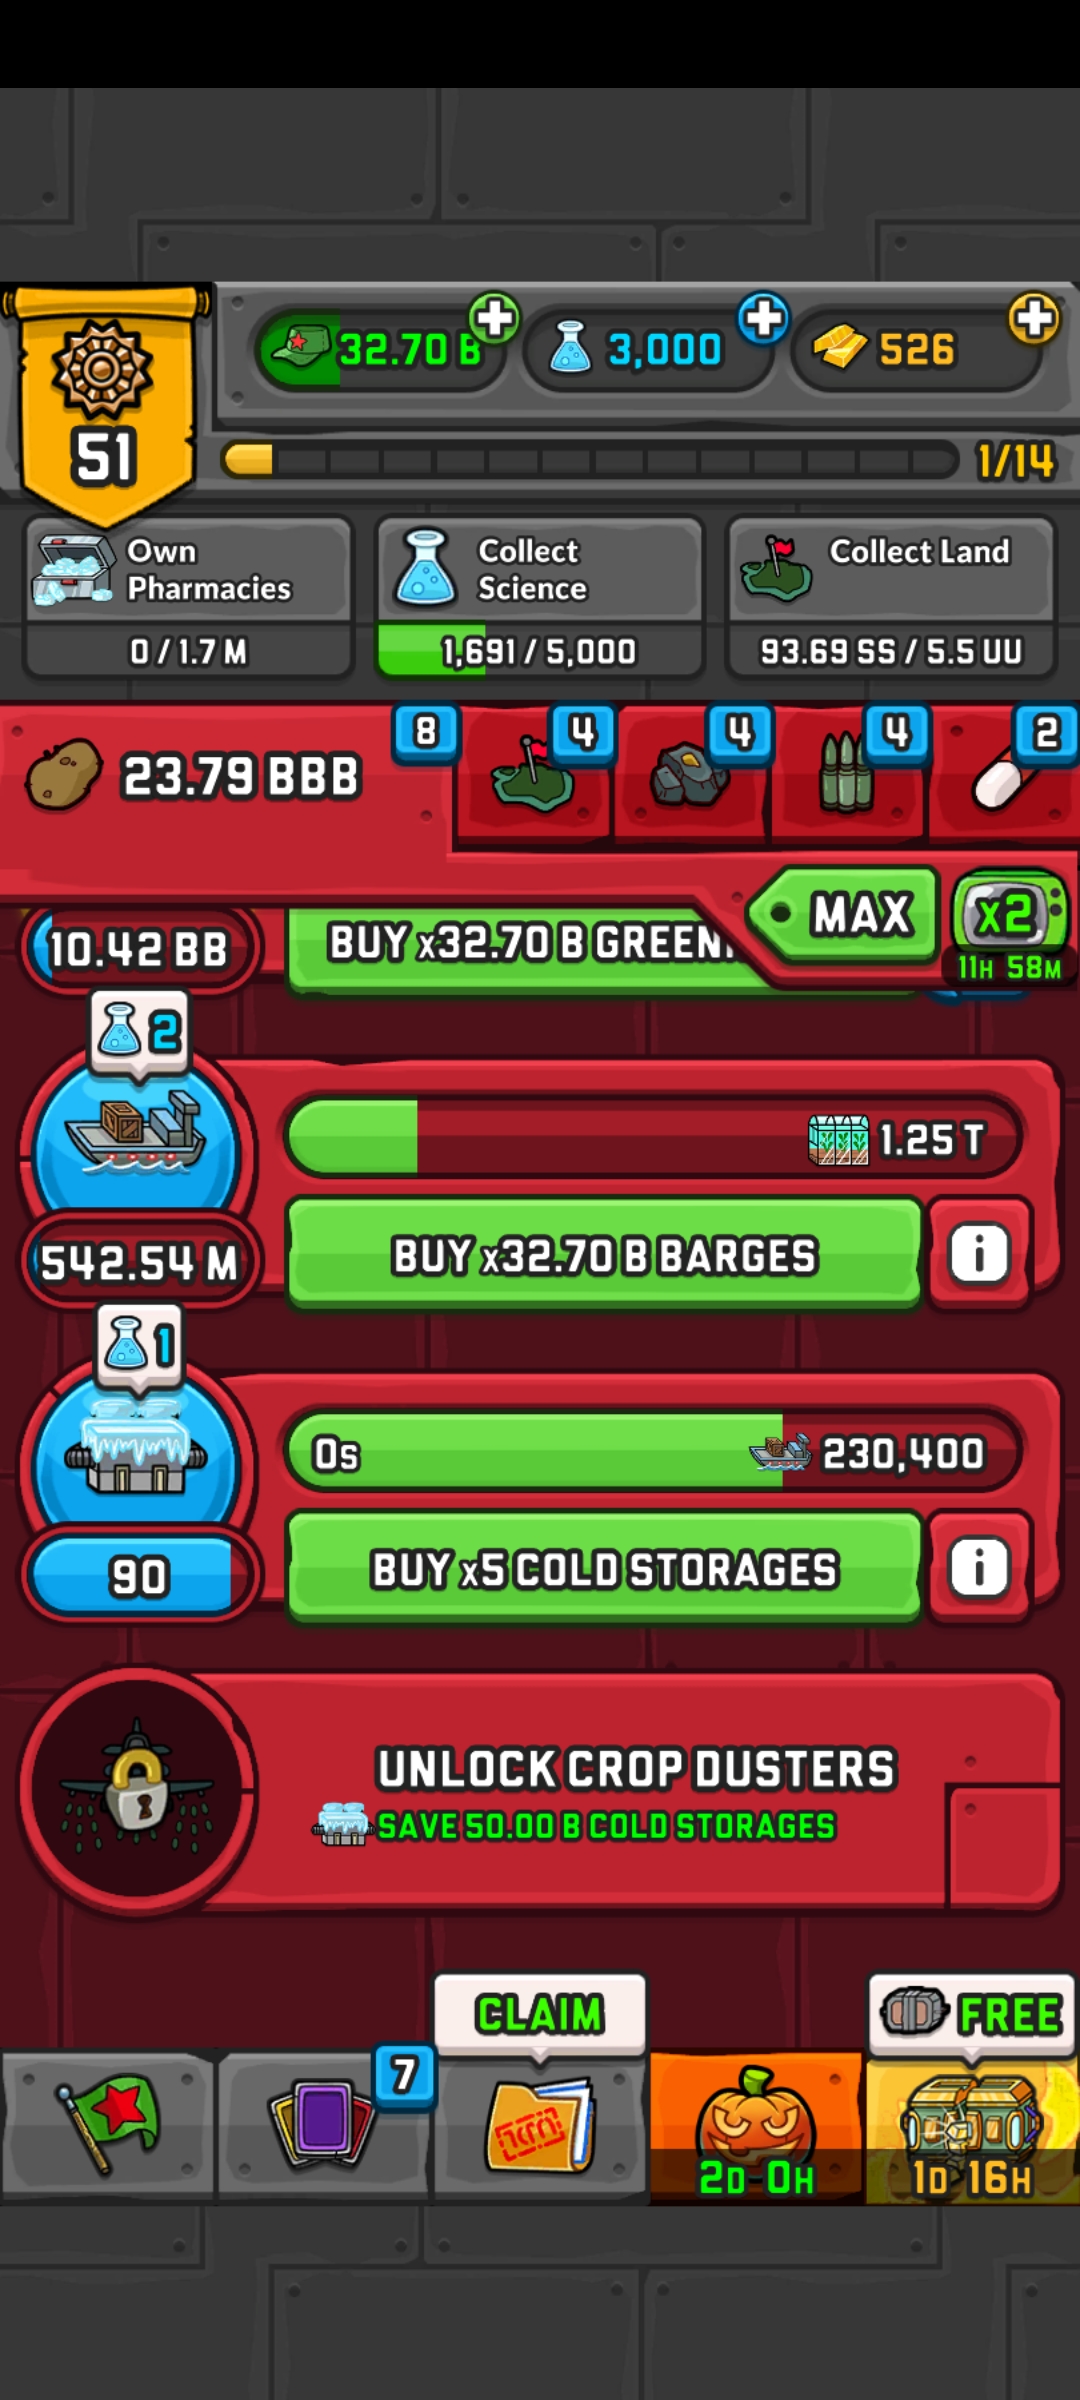 32.70 B
3,000
526
51
1/14
Own Pharmacies
0 / 1.7 M
Collect Science
1,691 / 5,000
Collect Land
93.69 SS / 5.5 UU
23.79 BBB
8
4
4
4
2
MAX
x2
11H 58M
10.42 BB
BUY x32.70 B
2
1.25 T
542.54 M
BUY x32.70 B BARGES
i
1
0s
230,400
90
BUY x5 COLD STORAGES
i
UNLOCK CROP DUSTERS
SAVE 50.00 B COLD STORAGES
CLAIM
FREE
7
2D 0H
1D 16H